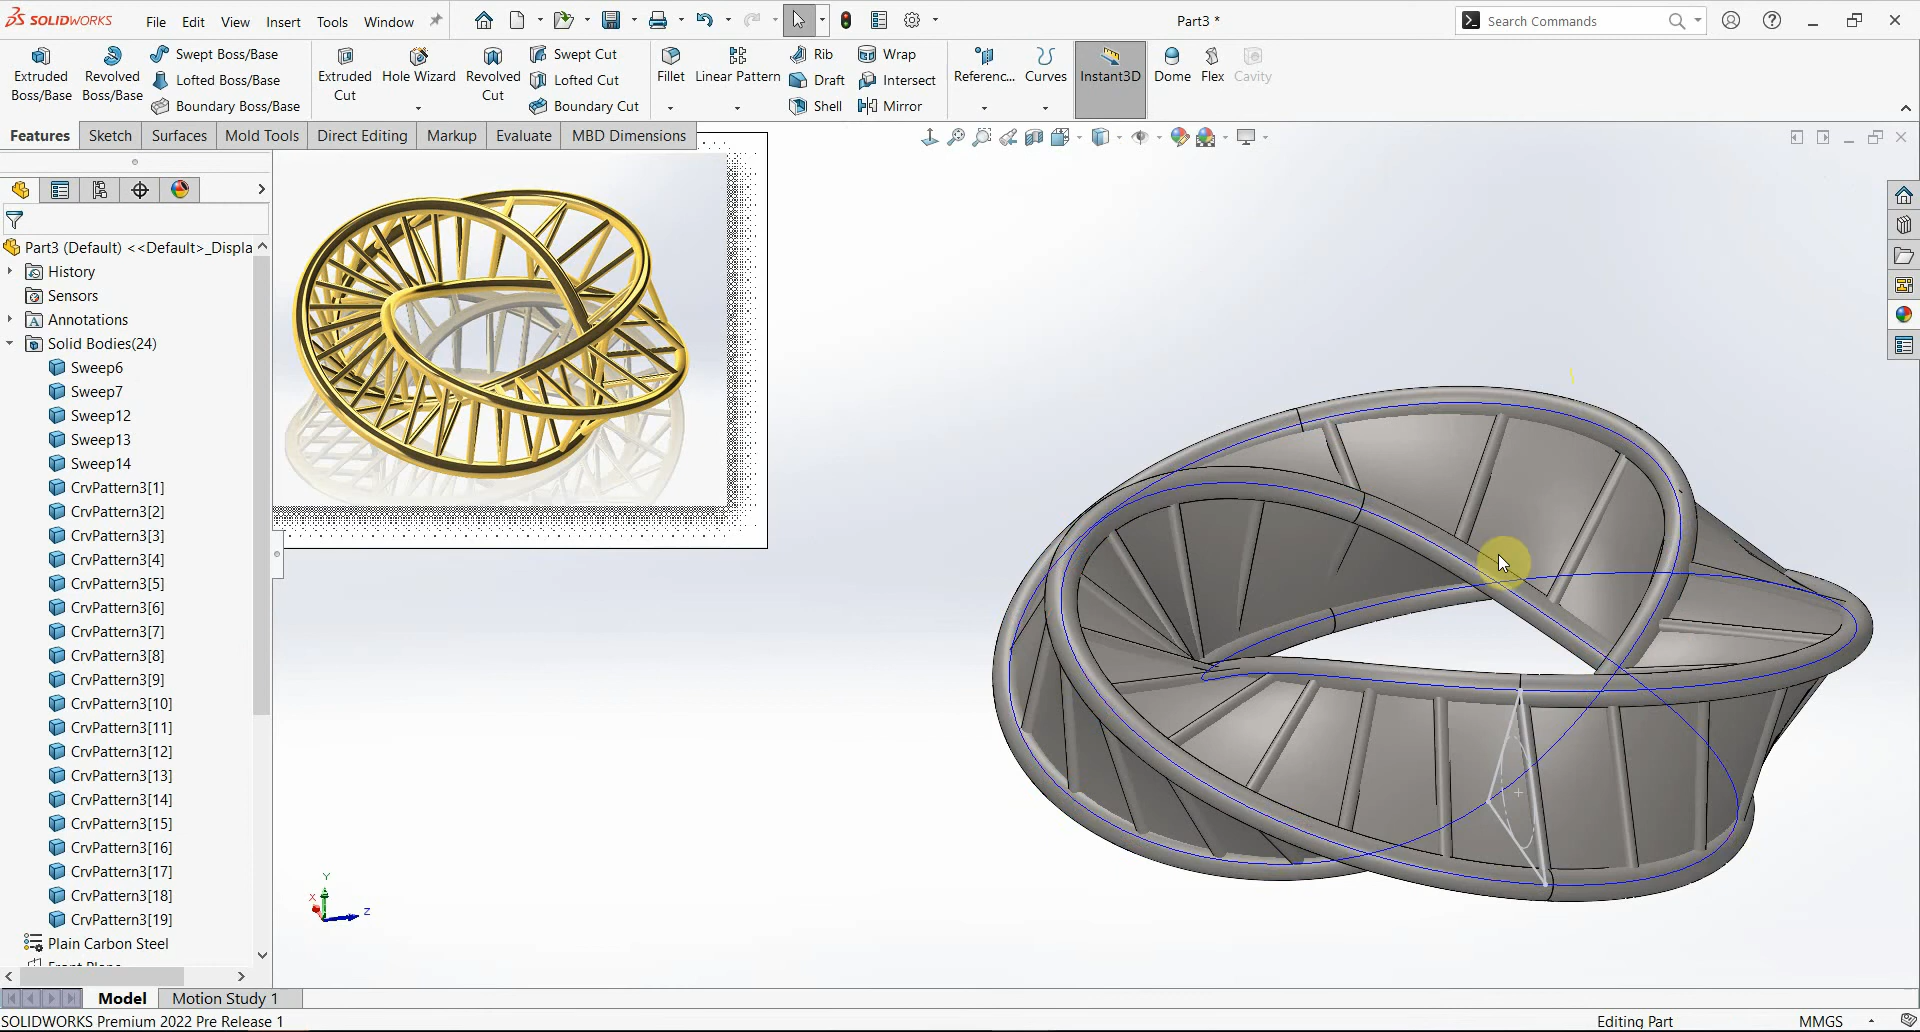 SOLIDWORKS File Edit View Insert Tools Window Part3 * Search Commands
Extruded Boss/Base
Revolved Boss/Base
Swept Boss/Base
Lofted Boss/Base
Boundary Boss/Base
Extruded Cut
Hole Wizard
Revolved Cut
Swept Cut
Lofted Cut
Boundary Cut
Fillet
Linear Pattern
Rib
Draft
Shell
Wrap
Intersect
Mirror
Referenc...
Curves
Instant3D
Dome
Flex
Cavity
Features Sketch Surfaces Mold Tools Direct Editing Markup Evaluate MBD Dimensions
Part3 (Default) <<Default>_Displa
History
Sensors
Annotations
Solid Bodies(24)
Sweep6
Sweep7
Sweep12
Sweep13
Sweep14
CrvPattern3[1]
CrvPattern3[2]
CrvPattern3[3]
CrvPattern3[4]
CrvPattern3[5]
CrvPattern3[6]
CrvPattern3[7]
CrvPattern3[8]
CrvPattern3[9]
CrvPattern3[10]
CrvPattern3[11]
CrvPattern3[12]
CrvPattern3[13]
CrvPattern3[14]
CrvPattern3[15]
CrvPattern3[16]
CrvPattern3[17]
CrvPattern3[18]
CrvPattern3[19]
Plain Carbon Steel
Y
X
Z
Model Motion Study 1
SOLIDWORKS Premium 2022 Pre Release 1 Editing Part MMGS